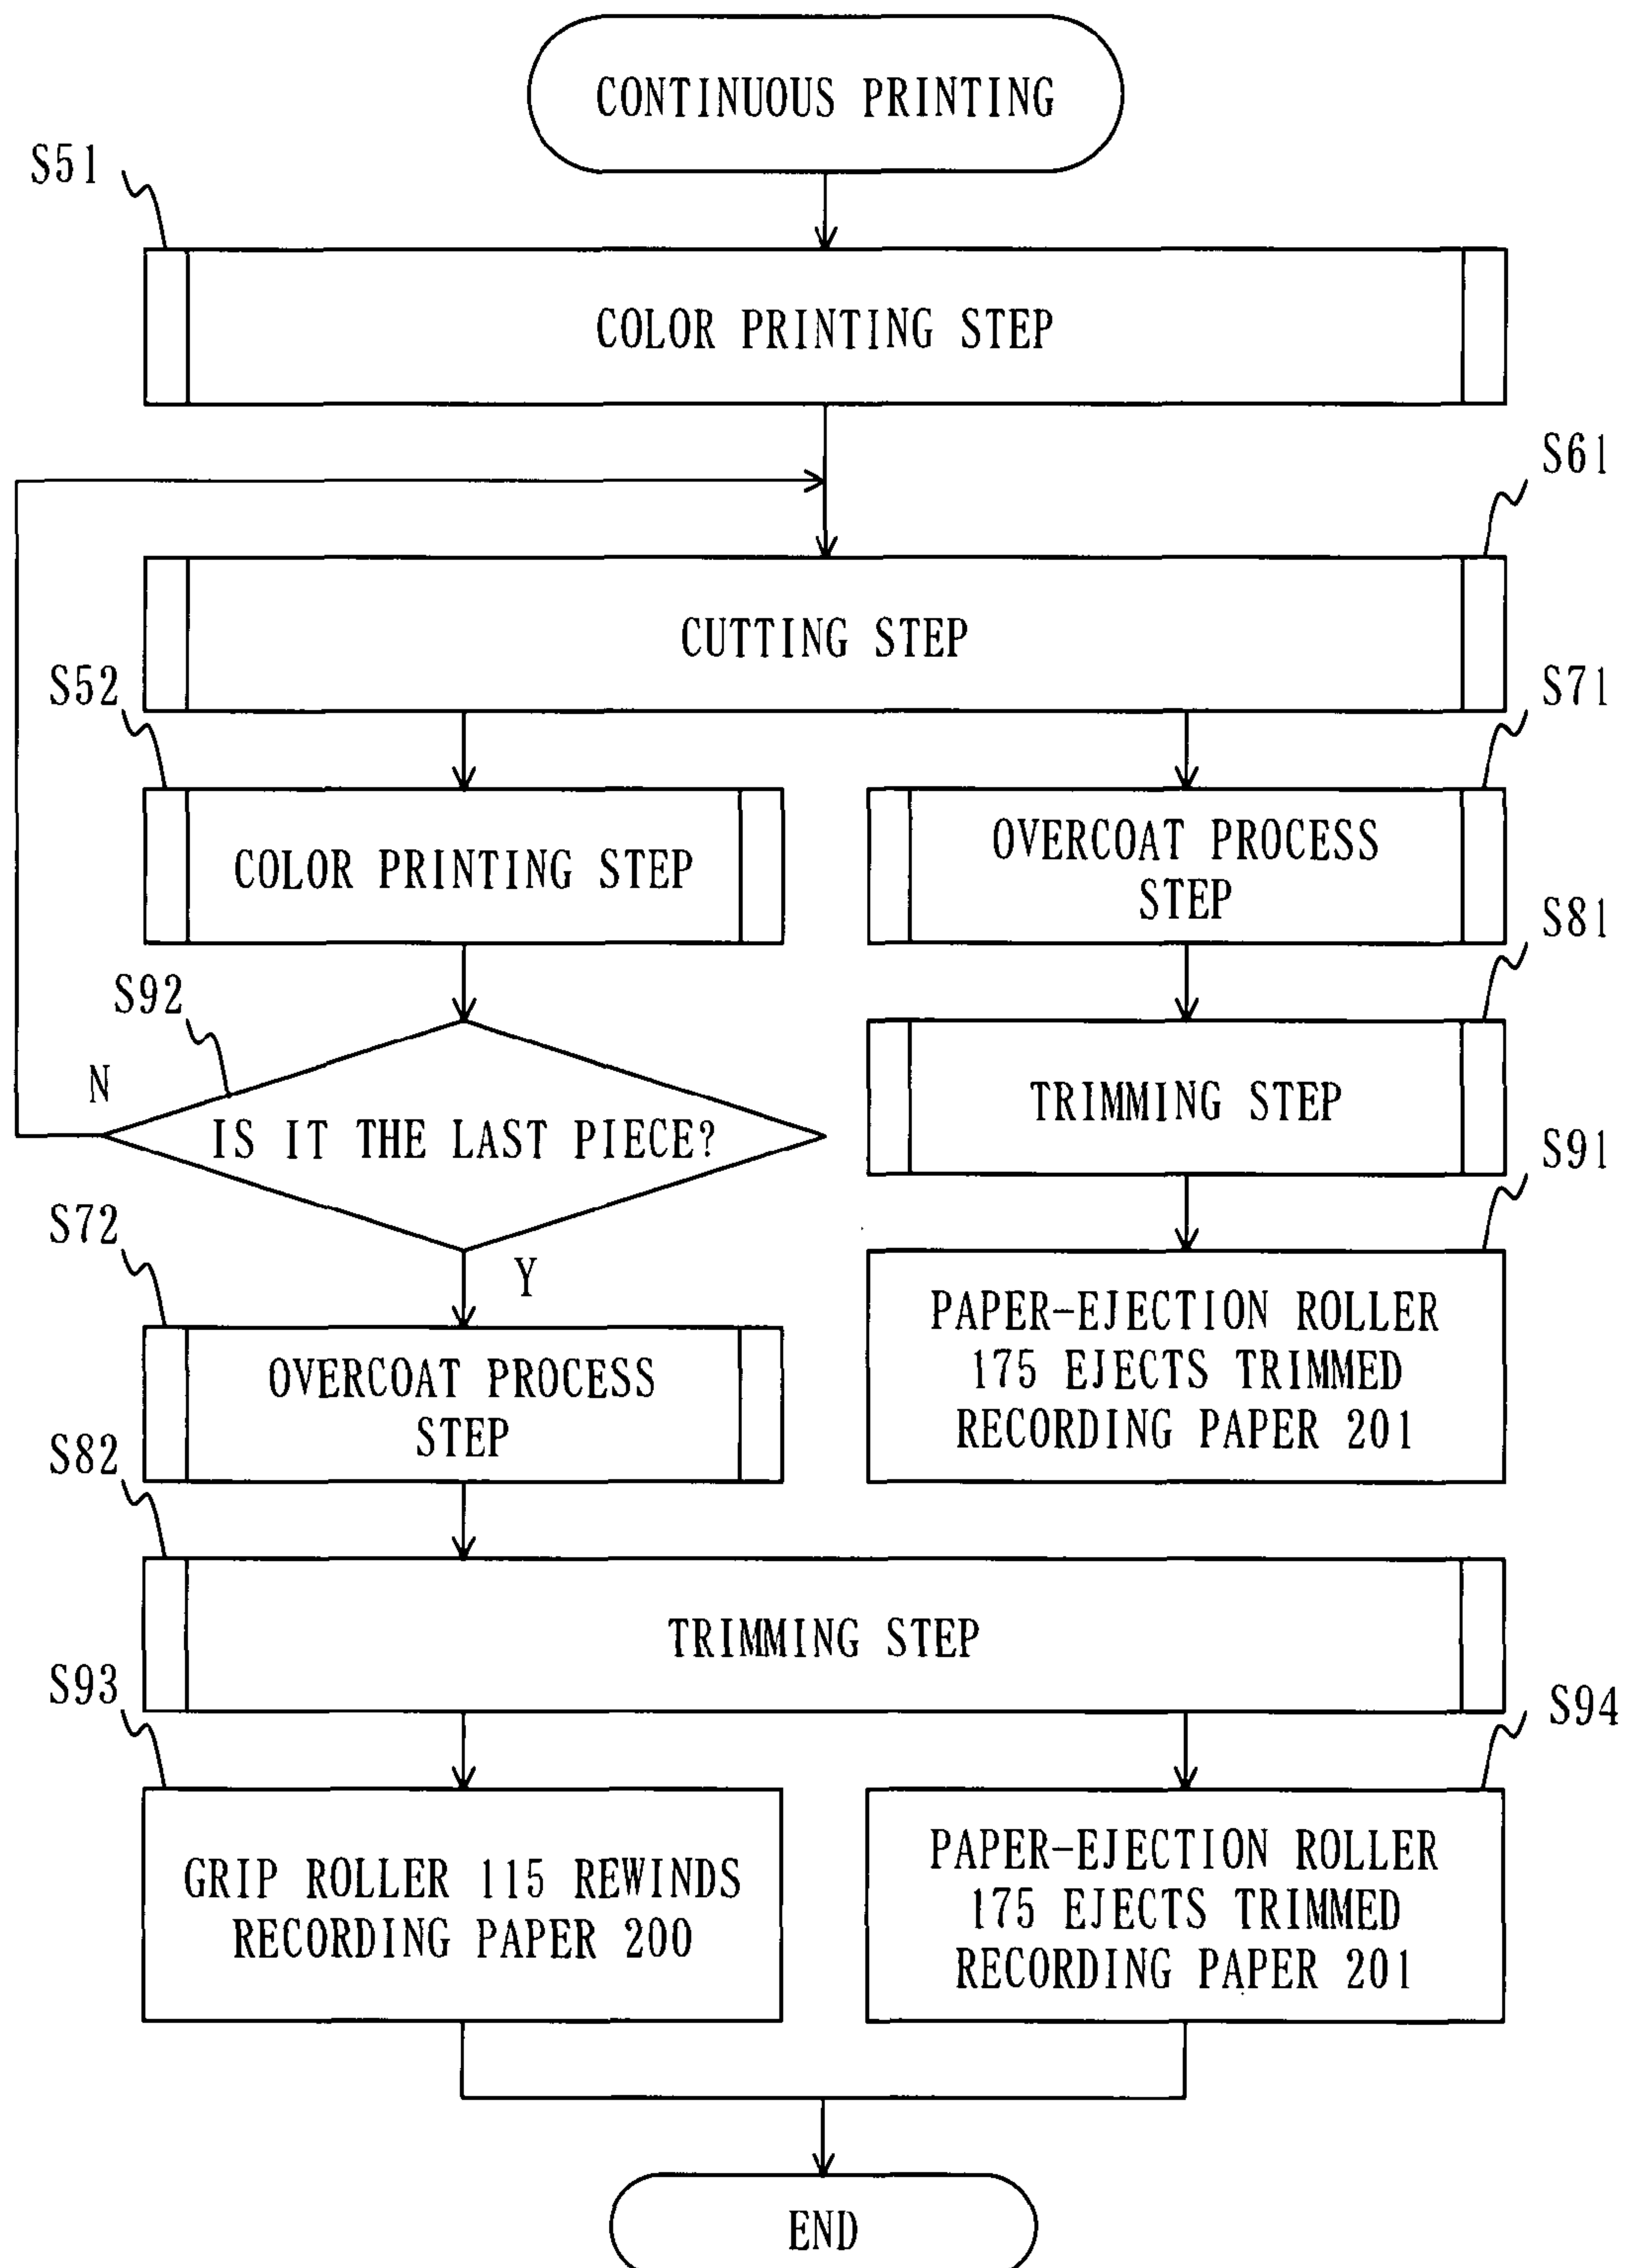 CONTINUOUS PRINTING
S51
COLOR PRINTING STEP
S61
CUTTING STEP
S52
S71
COLOR PRINTING STEP
OVERCOAT PROCESS
STEP
S81
S92
N
IS IT THE LAST PIECE?
TRIMMING STEP
S91
S72
Y
PAPER-EJECTION ROLLER
175 EJECTS TRIMMED
RECORDING PAPER 201
OVERCOAT PROCESS
STEP
S82
TRIMMING STEP
S93
S94
GRIP ROLLER 115 REWINDS
RECORDING PAPER 200
PAPER-EJECTION ROLLER
175 EJECTS TRIMMED
RECORDING PAPER 201
END